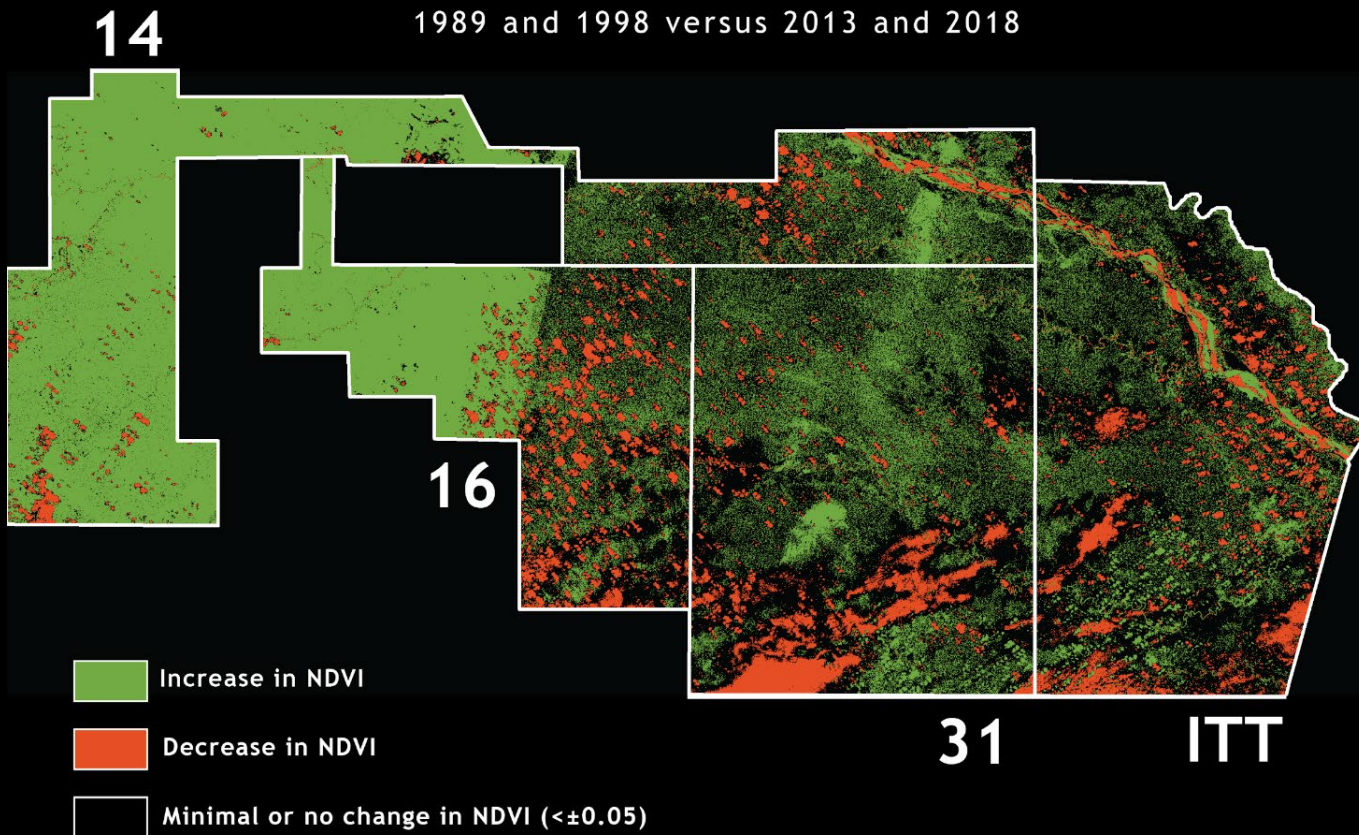 1989 and 1998 versus 2013 and 2018
14
16
31
ITT
Increase in NDVI
Decrease in NDVI
Minimal or no change in NDVI (<±0.05)